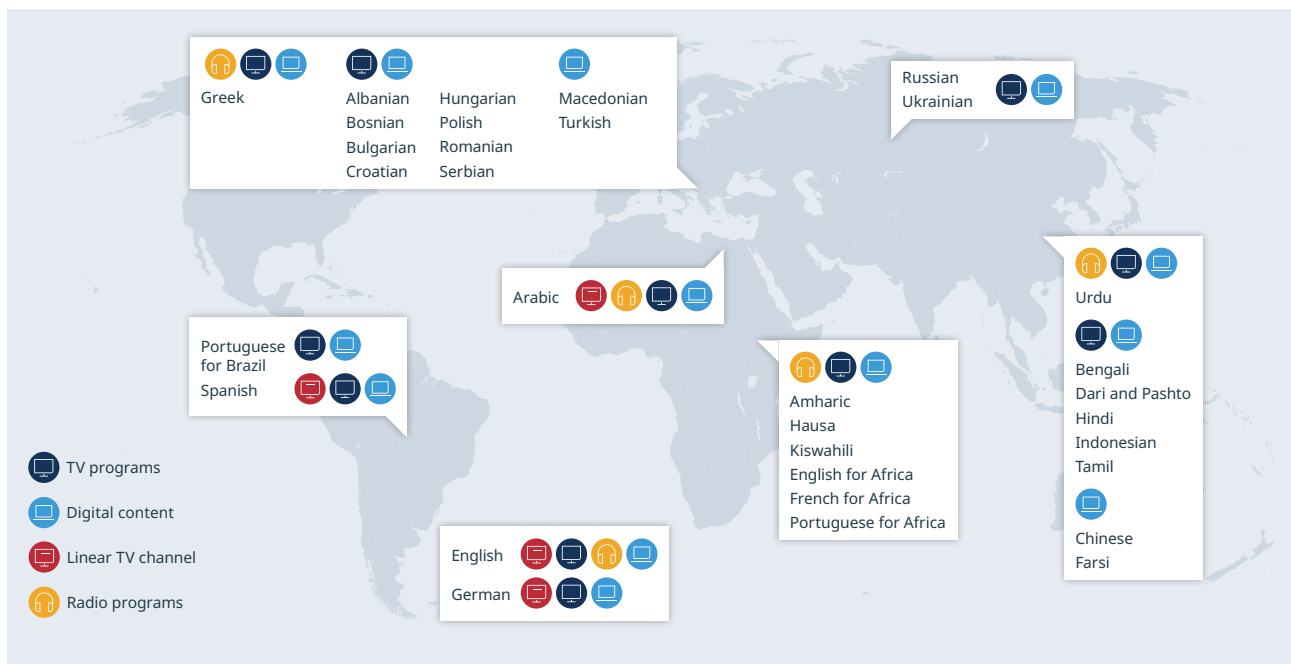 Greek
Albanian
Bosnian
Bulgarian
Croatian
Hungarian
Polish
Romanian
Serbian
Macedonian
Turkish
Russian
Ukrainian
Arabic
Portuguese
for Brazil
Spanish
Urdu
Bengali
Dari and Pashto
Hindi
Indonesian
Tamil
Chinese
Farsi
Amharic
Hausa
Kiswahili
English for Africa
French for Africa
Portuguese for Africa
TV programs
Digital content
Linear TV channel
Radio programs
English
German